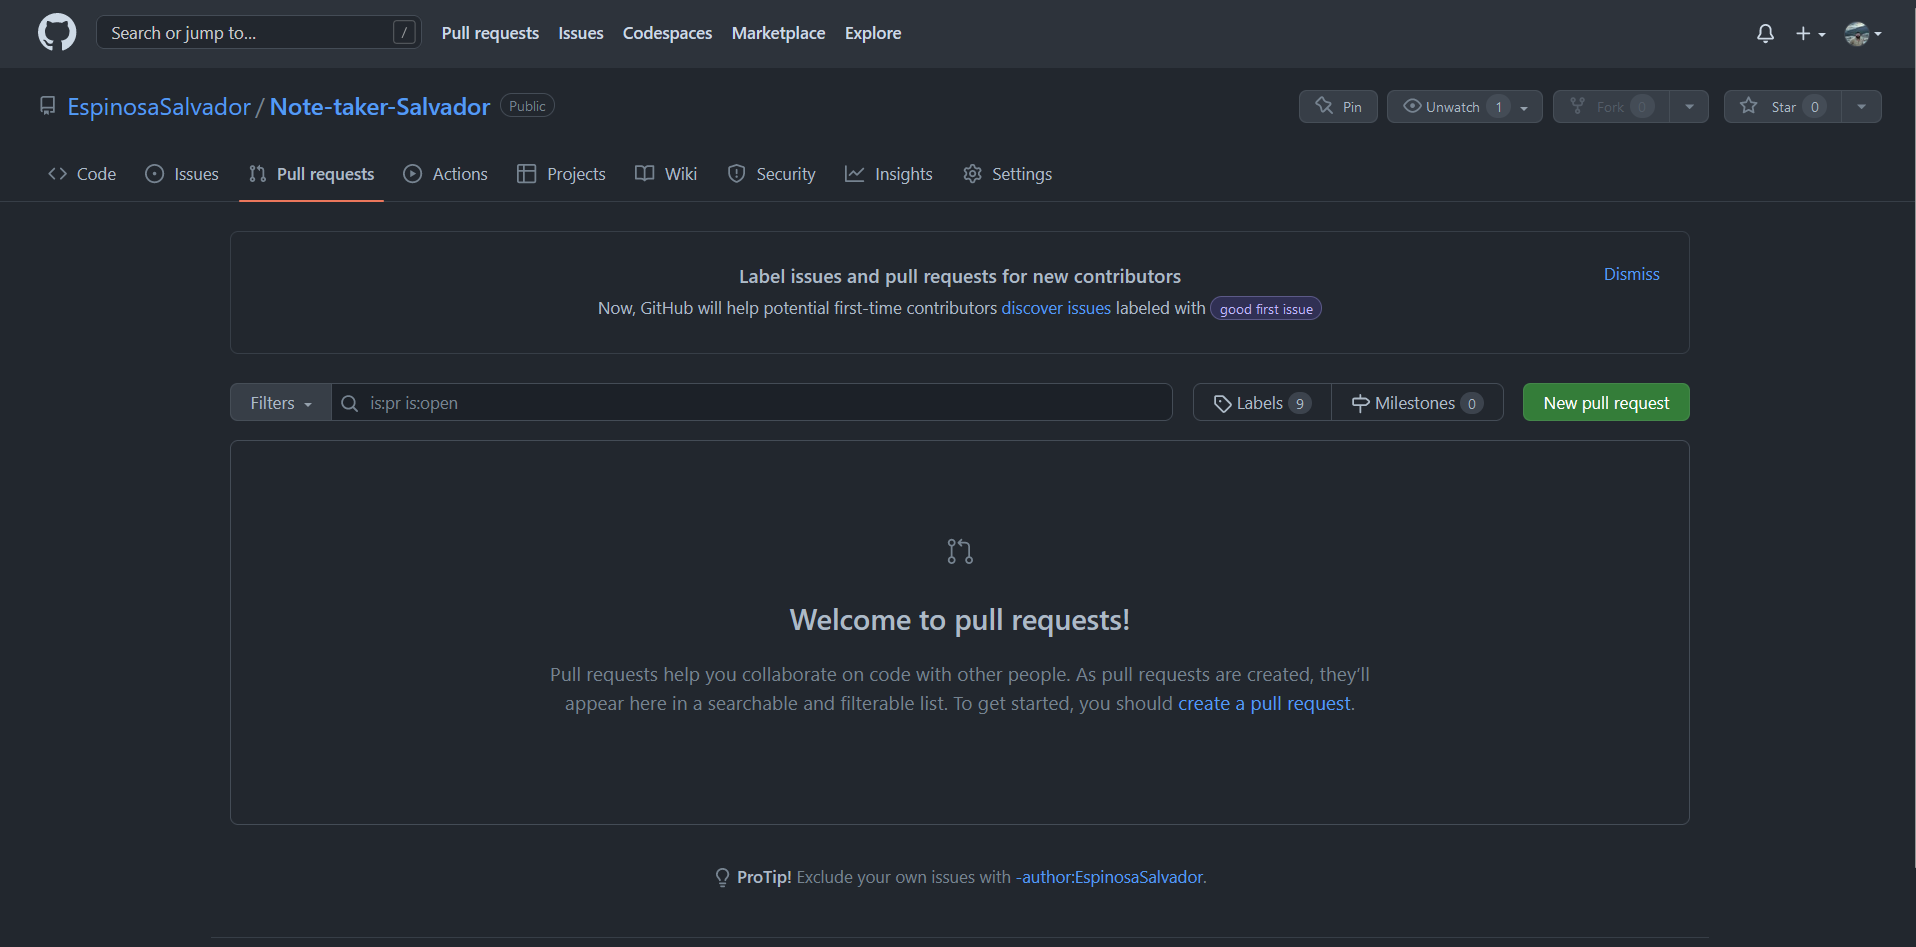 Search or jump to... / Pull requests Issues Codespaces Marketplace Explore
EspinosaSalvador / Note-taker-Salvador Public Pin Unwatch 1 Fork 0 Star 0
Code Issues Pull requests Actions Projects Wiki Security Insights Settings
Label issues and pull requests for new contributors Dismiss
Now, GitHub will help potential first-time contributors discover issues labeled with good first issue
Filters is:pr is:open Labels 9 Milestones 0 New pull request
Welcome to pull requests!
Pull requests help you collaborate on code with other people. As pull requests are created, they’ll
appear here in a searchable and filterable list. To get started, you should create a pull request.
ProTip! Exclude your own issues with -author:EspinosaSalvador.